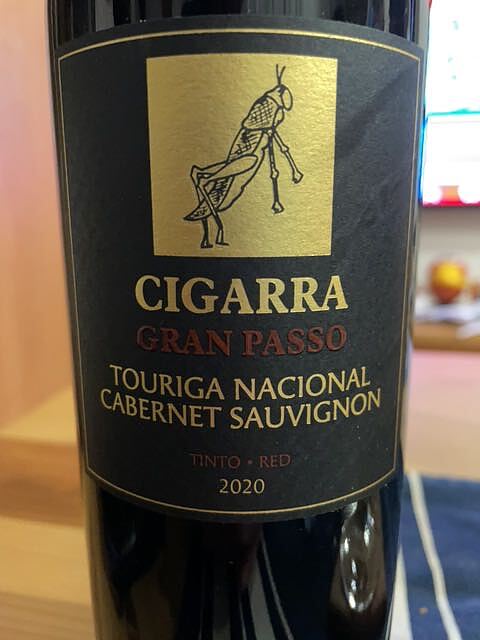 CIGARRA
GRAN PASSO
TOURIGA NACIONAL
CABERNET SAUVIGNON
TINTO • RED
2020